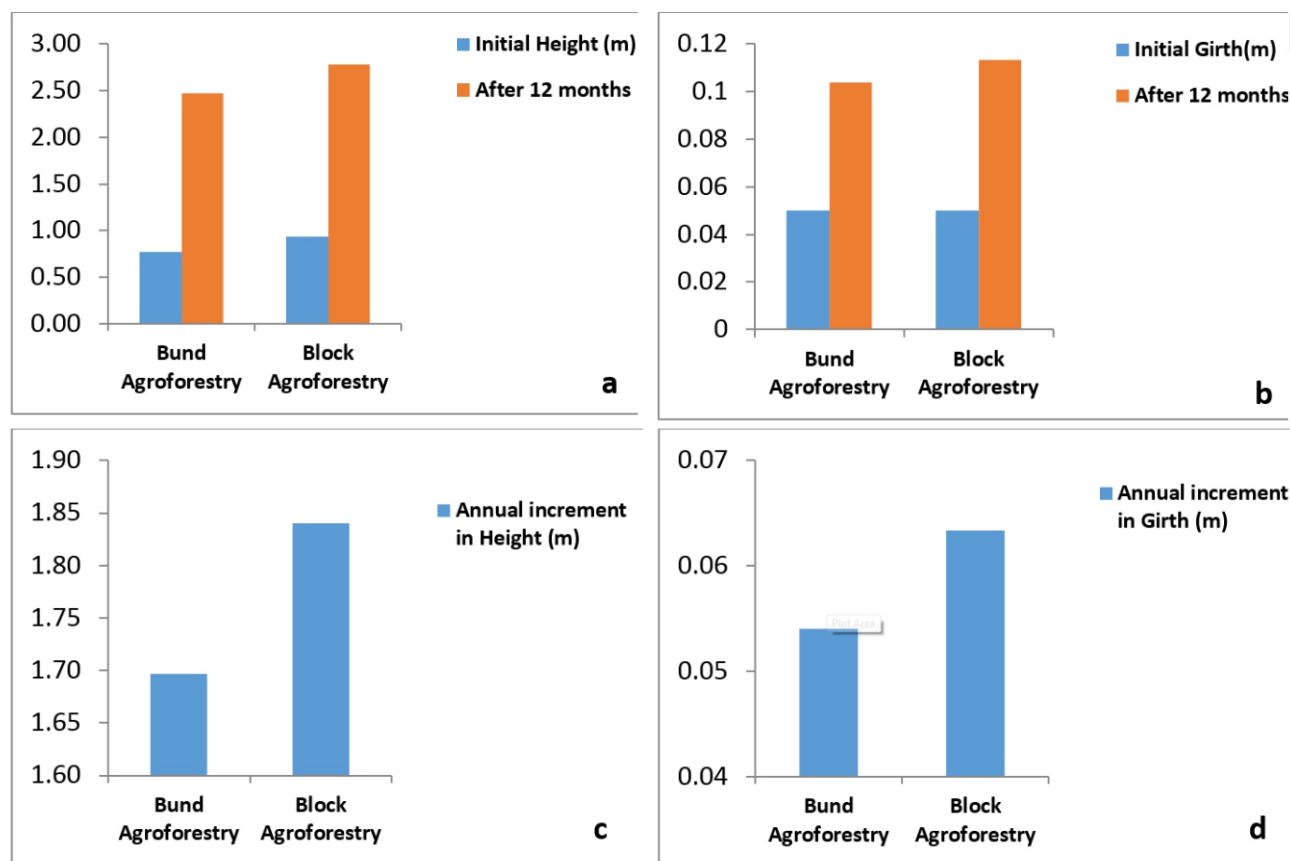 3.00
2.50
2.00
1.50
1.00
0.50
0.00
Initial Height (m)
After 12 months
Bund
Agroforestry
Block
Agroforestry
a
0.12
0.1
0.08
0.06
0.04
0.02
0
Initial Girth(m)
After 12 months
Bund
Agroforestry
Block
Agroforestry
b
1.90
1.85
1.80
1.75
1.70
1.65
1.60
Annual increment
in Height (m)
Bund
Agroforestry
Block
Agroforestry
c
0.07
0.06
0.05
0.04
Annual increment
in Girth (m)
Plot Area
Bund
Agroforestry
Block
Agroforestry
d